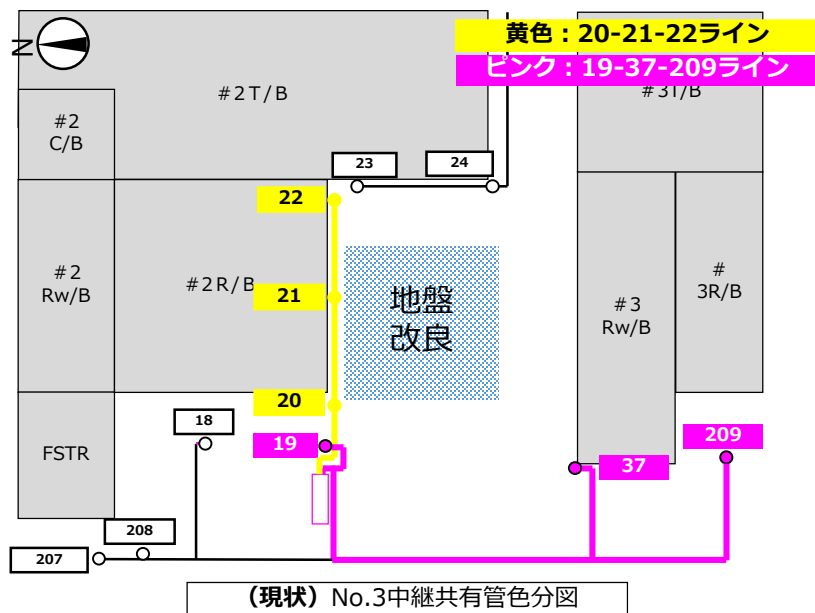 N
黄色：20-21-22ライン
ピンク：19-37-209ライン
#2T/B
#3T/B
#2
C/B
23
24
22
#2
Rw/B
#2R/B
21
地盤
改良
#3
Rw/B
#
3R/B
20
18
19
209
FSTR
37
208
207
（現状）No.3中継共有管色分図